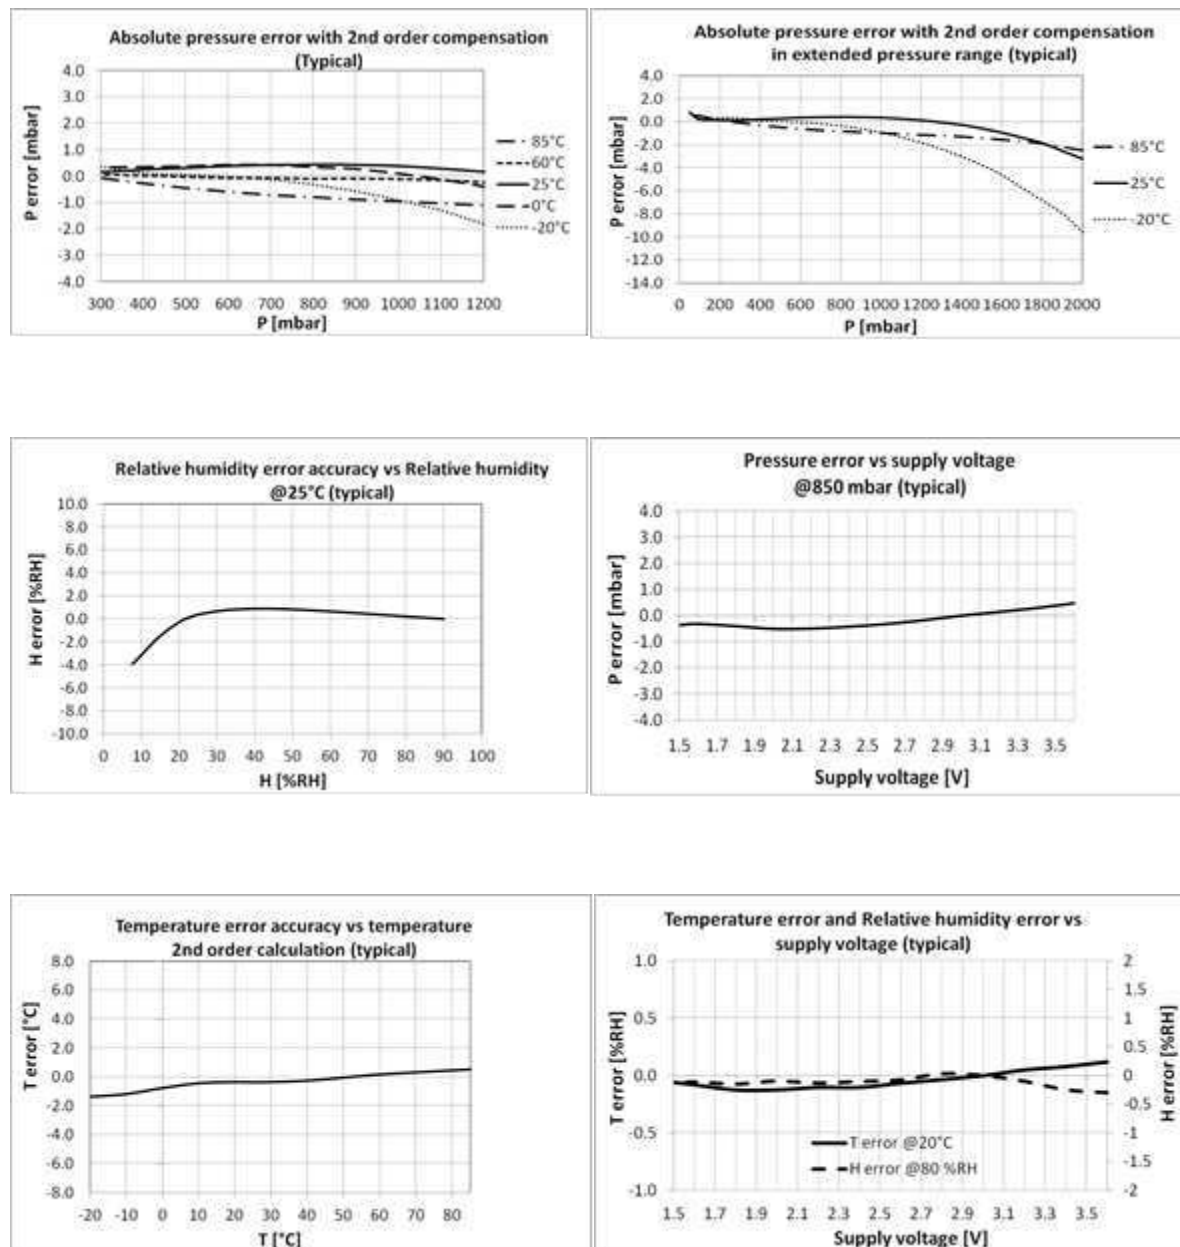 Absolute pressure error with 2nd order compensation
(Typical)
P error [mbar]
4.0
3.0
2.0
1.0
0.0
-1.0
-2.0
-3.0
-4.0
300 400 500 600 700 800 900 1000 1100 1200
P [mbar]
85°C
60°C
25°C
0°C
-20°C
Absolute pressure error with 2nd order compensation
in extended pressure range (typical)
P error [mbar]
4.0
2.0
0.0
-2.0
-4.0
-6.0
-8.0
-10.0
-12.0
-14.0
0 200 400 600 800 1000 1200 1400 1600 1800 2000
P [mbar]
85°C
25°C
-20°C
Relative humidity error accuracy vs Relative humidity
@25°C (typical)
H error [%RH]
10.0
8.0
6.0
4.0
2.0
0.0
-2.0
-4.0
-6.0
-8.0
-10.0
0 10 20 30 40 50 60 70 80 90 100
H [%RH]
Pressure error vs supply voltage
@850 mbar (typical)
P error [mbar]
4.0
3.0
2.0
1.0
0.0
-1.0
-2.0
-3.0
-4.0
1.5 1.7 1.9 2.1 2.3 2.5 2.7 2.9 3.1 3.3 3.5
Supply voltage [V]
Temperature error accuracy vs temperature
2nd order calculation (typical)
T error [°C]
8.0
6.0
4.0
2.0
0.0
-2.0
-4.0
-6.0
-8.0
-20 -10 0 10 20 30 40 50 60 70 80
T [°C]
Temperature error and Relative humidity error vs
supply voltage (typical)
T error [%RH]
1.0
0.5
0.0
-0.5
-1.0
2
1.5
1
0.5
0
-0.5
-1
-1.5
-2
H error [%RH]
T error @20°C
H error @80 %RH
1.5 1.7 1.9 2.1 2.3 2.5 2.7 2.9 3.1 3.3 3.5
Supply voltage [V]